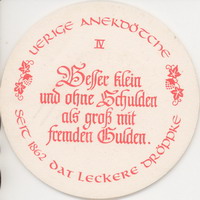 UERIGE ANEKDÖTCHE
IV
Besser klein
und ohne Schulden
als groß mit
fremden Gulden.
SEIT 1862 DAT LECKERE DRÖPPKE